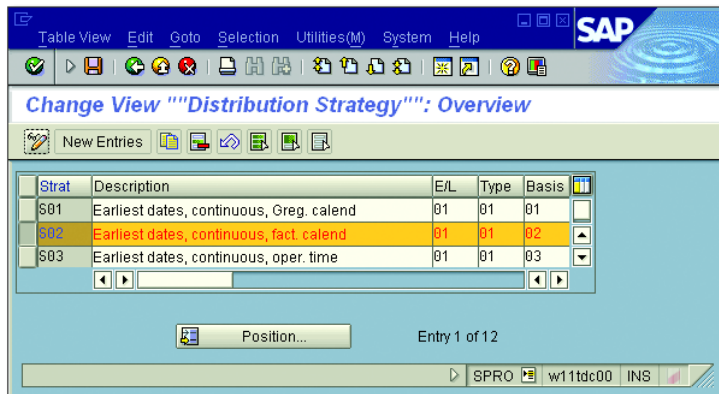 Table View Edit Goto Selection Utilities(M) System Help
SAP
Change View ""Distribution Strategy"": Overview
New Entries
Strat Description E/L Type Basis
S01 Earliest dates, continuous, Greg. calend 01 01 01
S02 Earliest dates, continuous, fact. calend 01 01 02
S03 Earliest dates, continuous, oper. time 01 01 03
Position... Entry 1 of 12
SPRO w11tdc00 INS